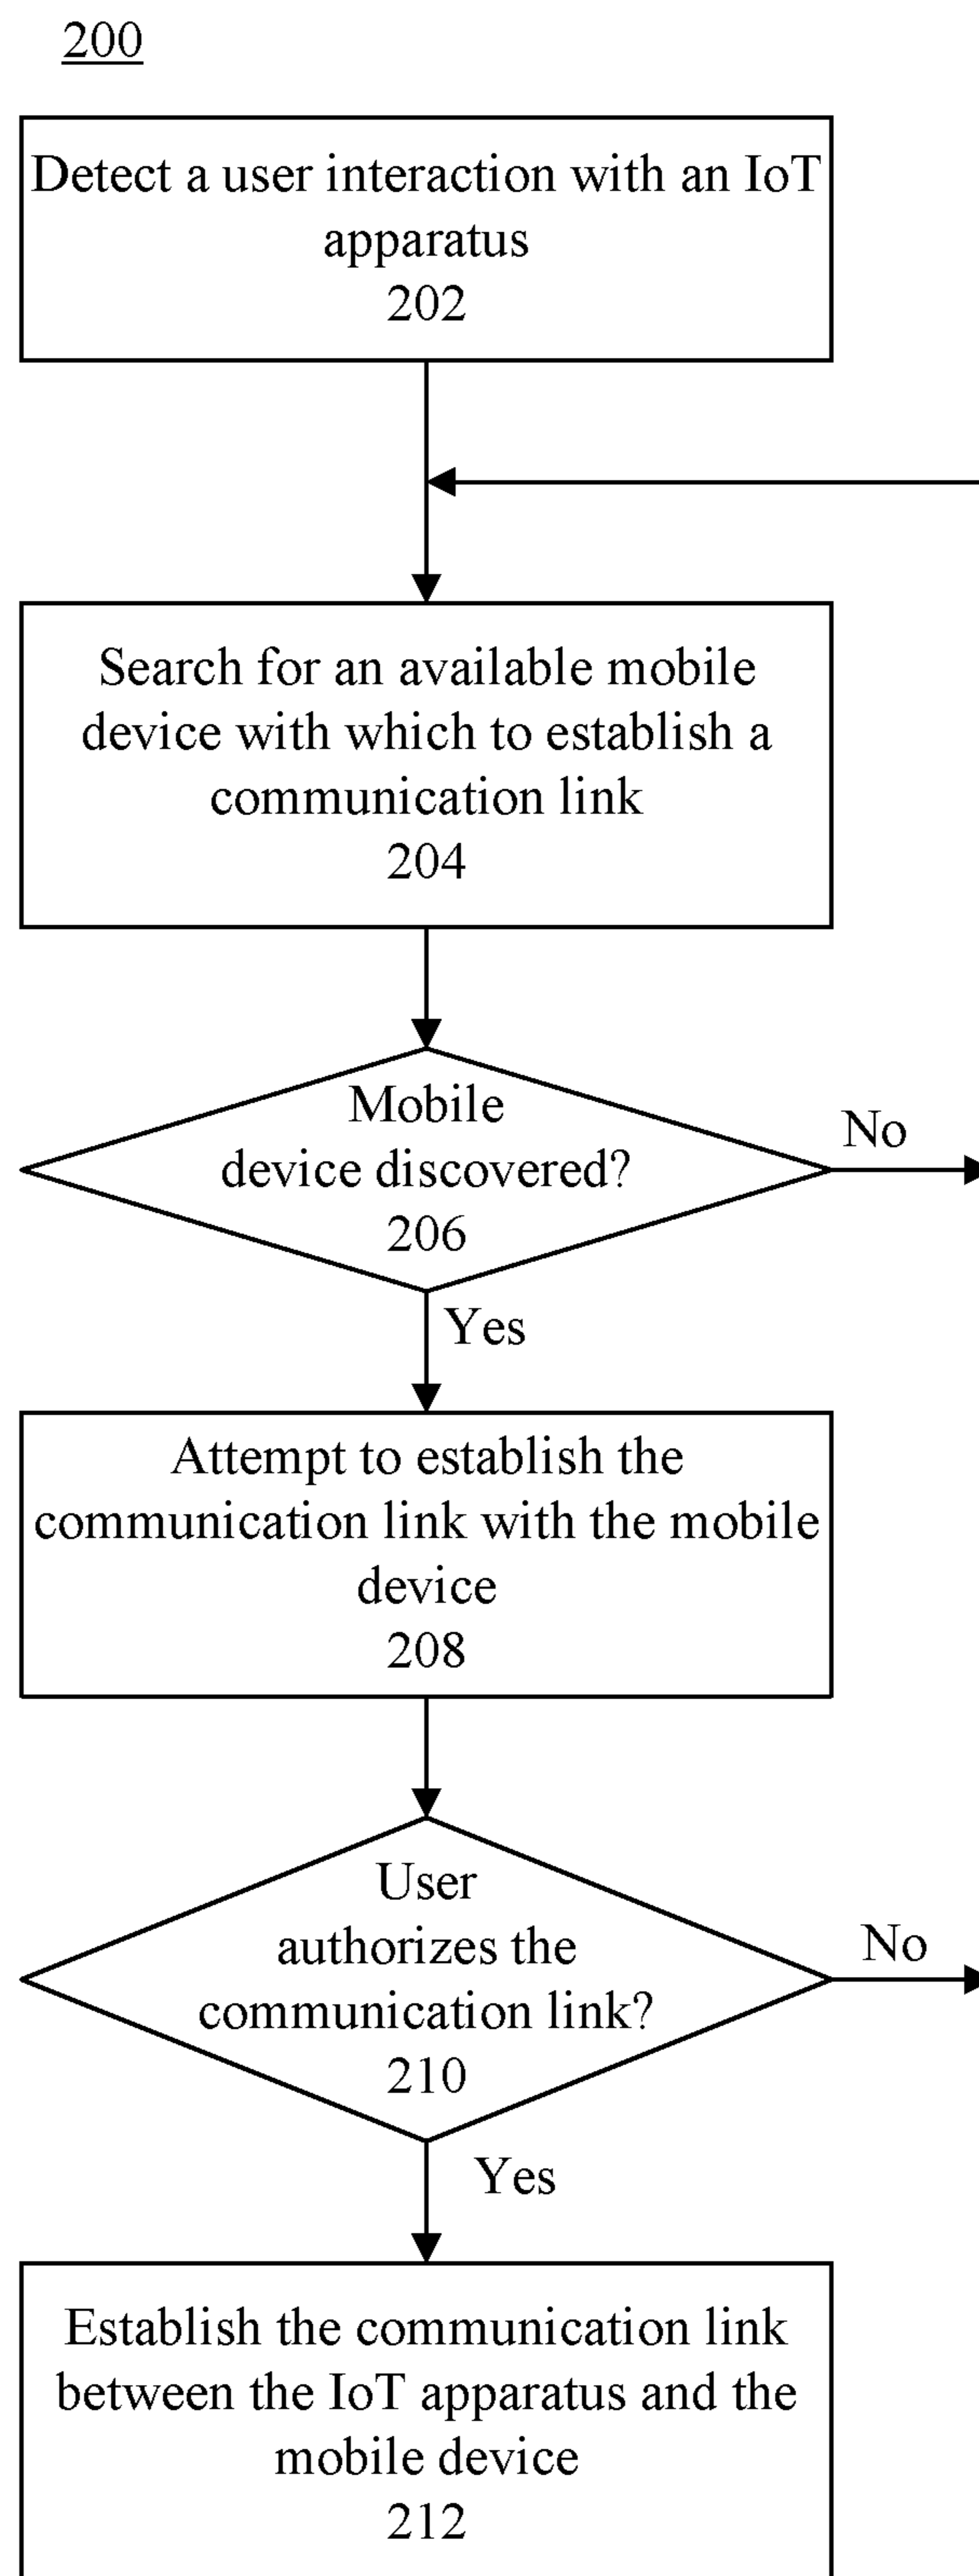 200
Detect a user interaction with an IoT
apparatus
202
Search for an available mobile
device with which to establish a
communication link
204
Mobile
device discovered?
206
No
Yes
Attempt to establish the
communication link with the mobile
device
208
User
authorizes the
communication link?
210
No
Yes
Establish the communication link
between the IoT apparatus and the
mobile device
212